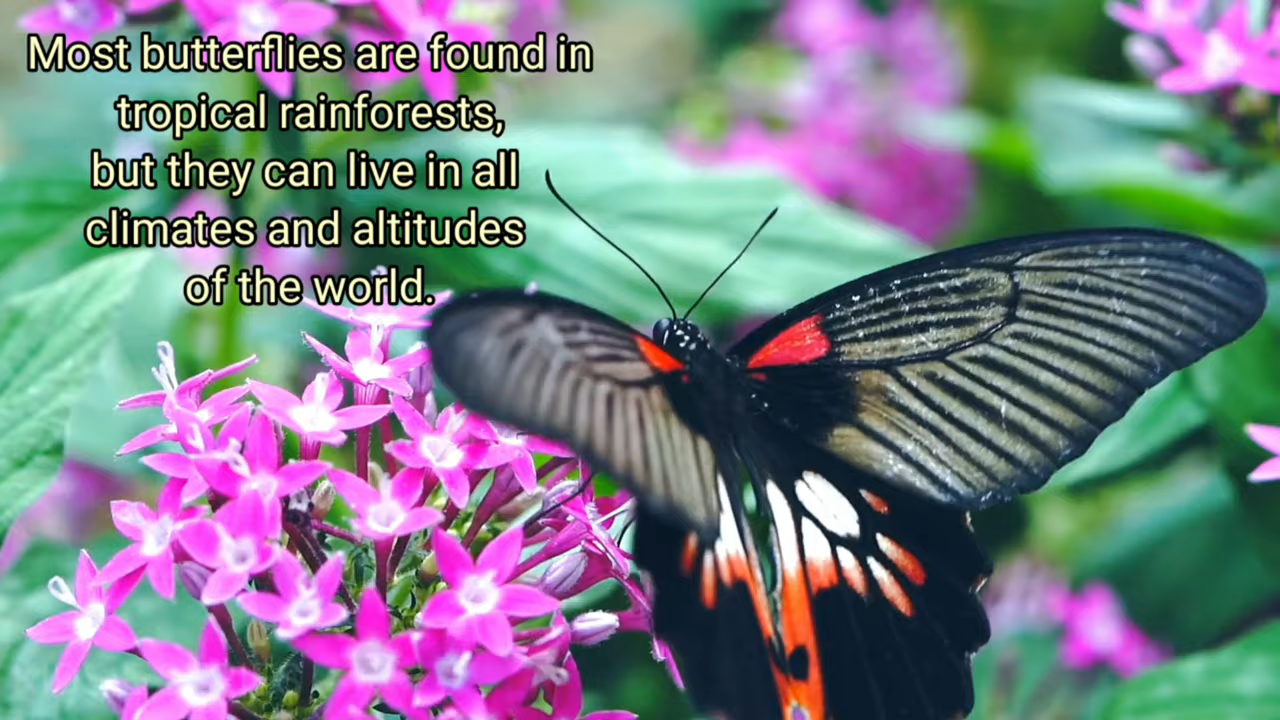 Most butterflies are found in
tropical rainforests,
but they can live in all
climates and altitudes
of the world.